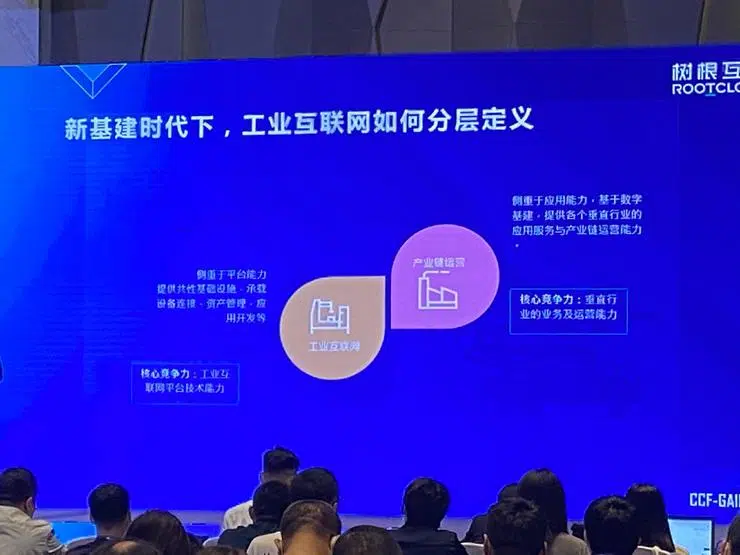 树根互
ROOTCLO
新基建时代下，工业互联网如何分层定义
侧重于应用能力，基于数字
基建，提供各个垂直行业的
应用服务与产业链运营能力
。
产业链运营
核心竞争力：垂直行
业的业务及运营能力
侧重于平台能力
提供共性基础设施，承载
设备连接、资产管理、应
用开发等
工业互联网
核心竞争力：工业互
联网平台技术能力
CCF-GAI